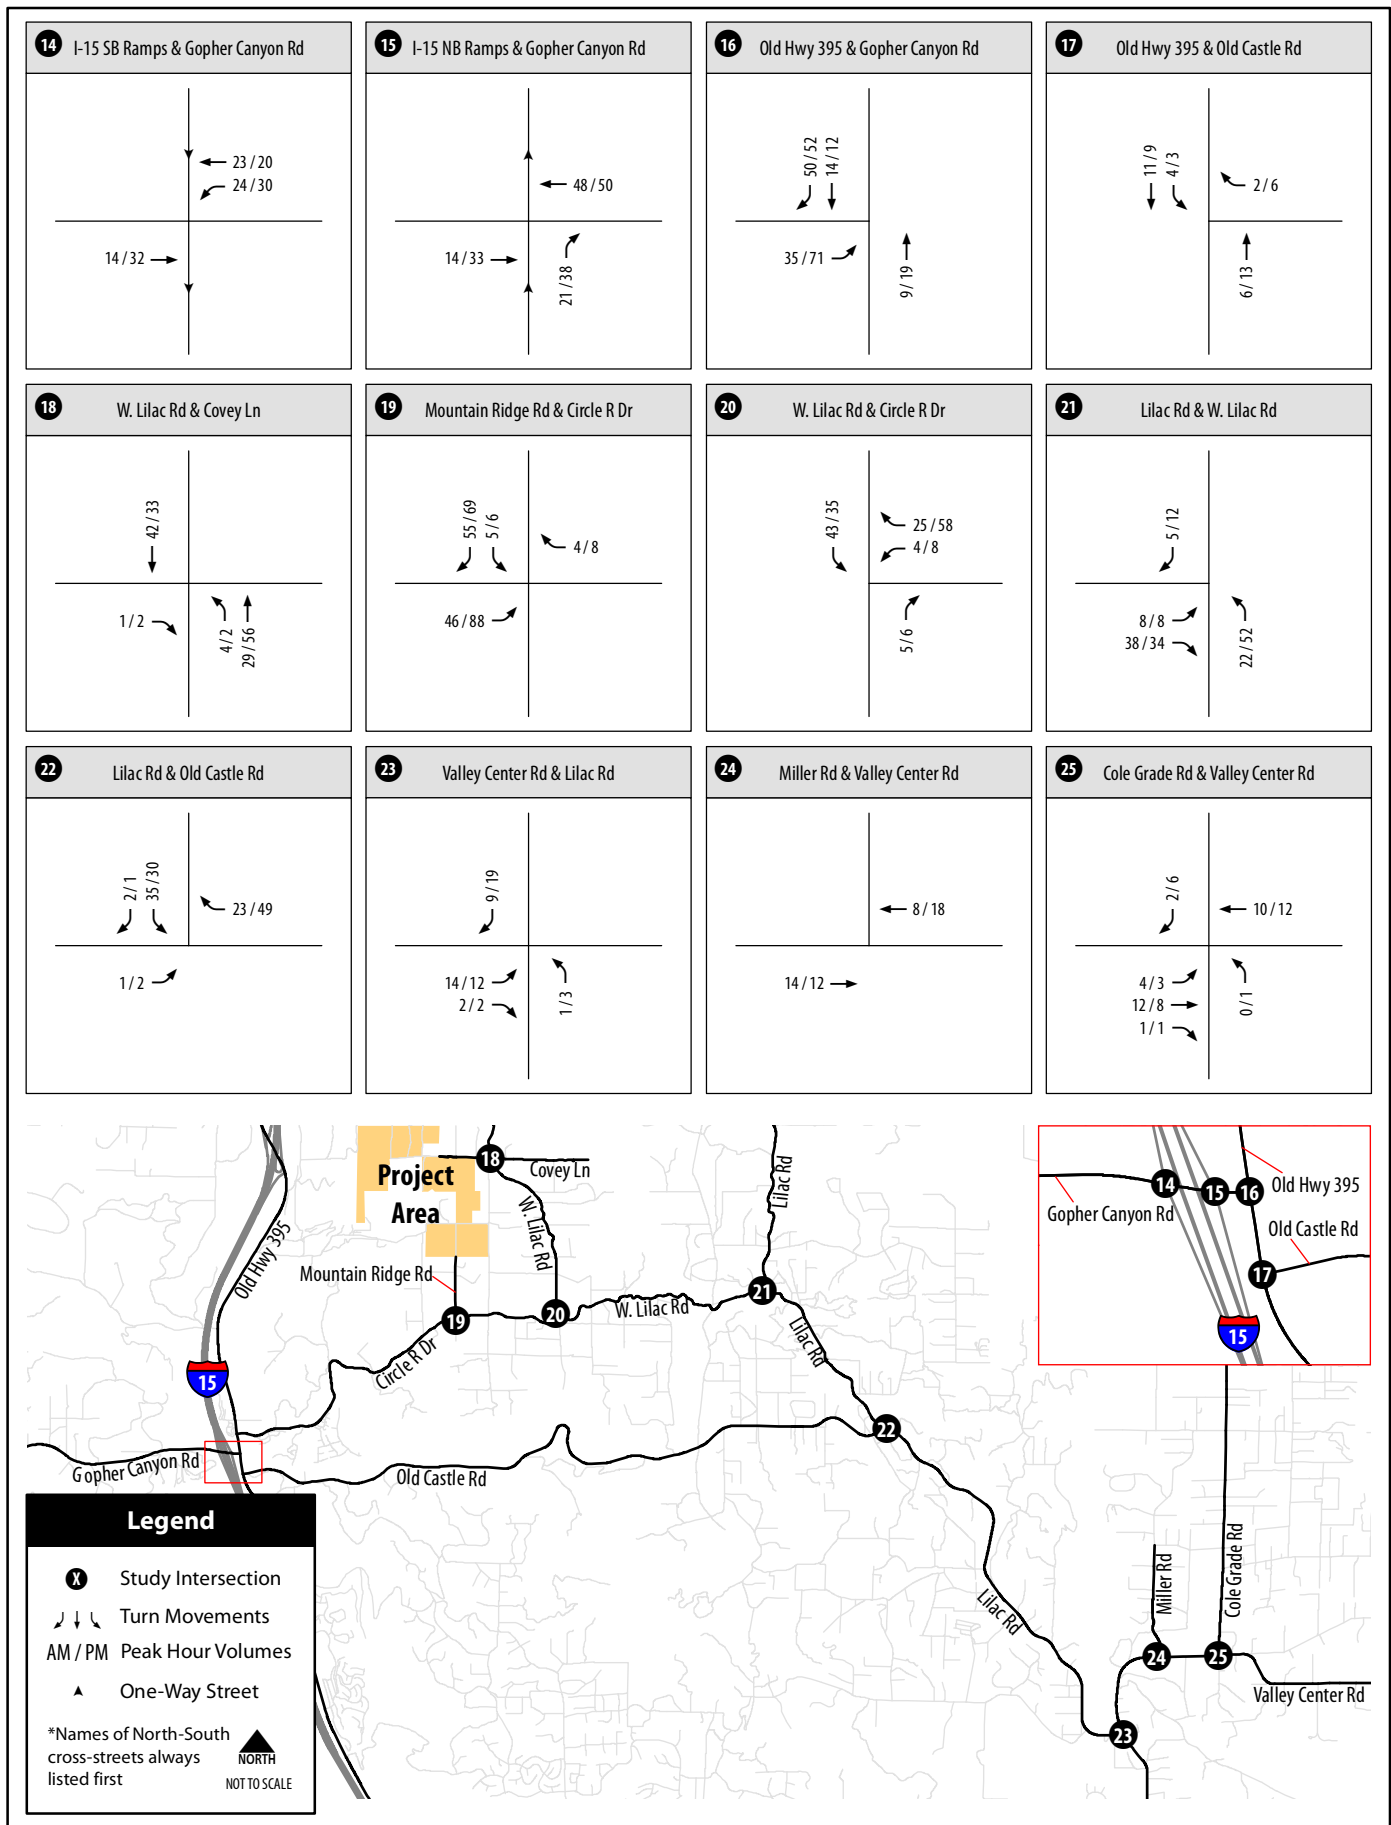 14 I-15 SB Ramps & Gopher Canyon Rd
23 / 20
24 / 30
14 / 32
15 I-15 NB Ramps & Gopher Canyon Rd
48 / 50
14 / 33
21 / 38
16 Old Hwy 395 & Gopher Canyon Rd
50 / 52
14 / 12
35 / 71
9 / 19
17 Old Hwy 395 & Old Castle Rd
11 / 9
4 / 3
2 / 6
6 / 13
18 W. Lilac Rd & Covey Ln
42 / 33
1 / 2
4 / 2
29 / 56
19 Mountain Ridge Rd & Circle R Dr
55 / 69
5 / 6
4 / 8
46 / 88
20 W. Lilac Rd & Circle R Dr
43 / 35
25 / 58
4 / 8
5 / 6
21 Lilac Rd & W. Lilac Rd
5 / 12
8 / 8
38 / 34
22 / 52
22 Lilac Rd & Old Castle Rd
2 / 1
35 / 30
23 / 49
1 / 2
23 Valley Center Rd & Lilac Rd
9 / 19
14 / 12
2 / 2
1 / 3
24 Miller Rd & Valley Center Rd
8 / 18
14 / 12
25 Cole Grade Rd & Valley Center Rd
2 / 6
10 / 12
4 / 3
12 / 8
1 / 1
0 / 1
Project
Area
18
Covey Ln
W. Lilac Rd
Lilac Rd
Old Hwy 395
Mountain Ridge Rd
19
20
W. Lilac Rd
21
Lilac Rd
Circle R Dr
15
22
Gopher Canyon Rd
Old Castle Rd
Lilac Rd
Miller Rd
Cole Grade Rd
24
25
Valley Center Rd
23
14
15
16
Old Hwy 395
Gopher Canyon Rd
Old Castle Rd
17
15
Legend
X Study Intersection
Turn Movements
AM / PM Peak Hour Volumes
One-Way Street
*Names of North-South
cross-streets always
listed first
NORTH
NOT TO SCALE